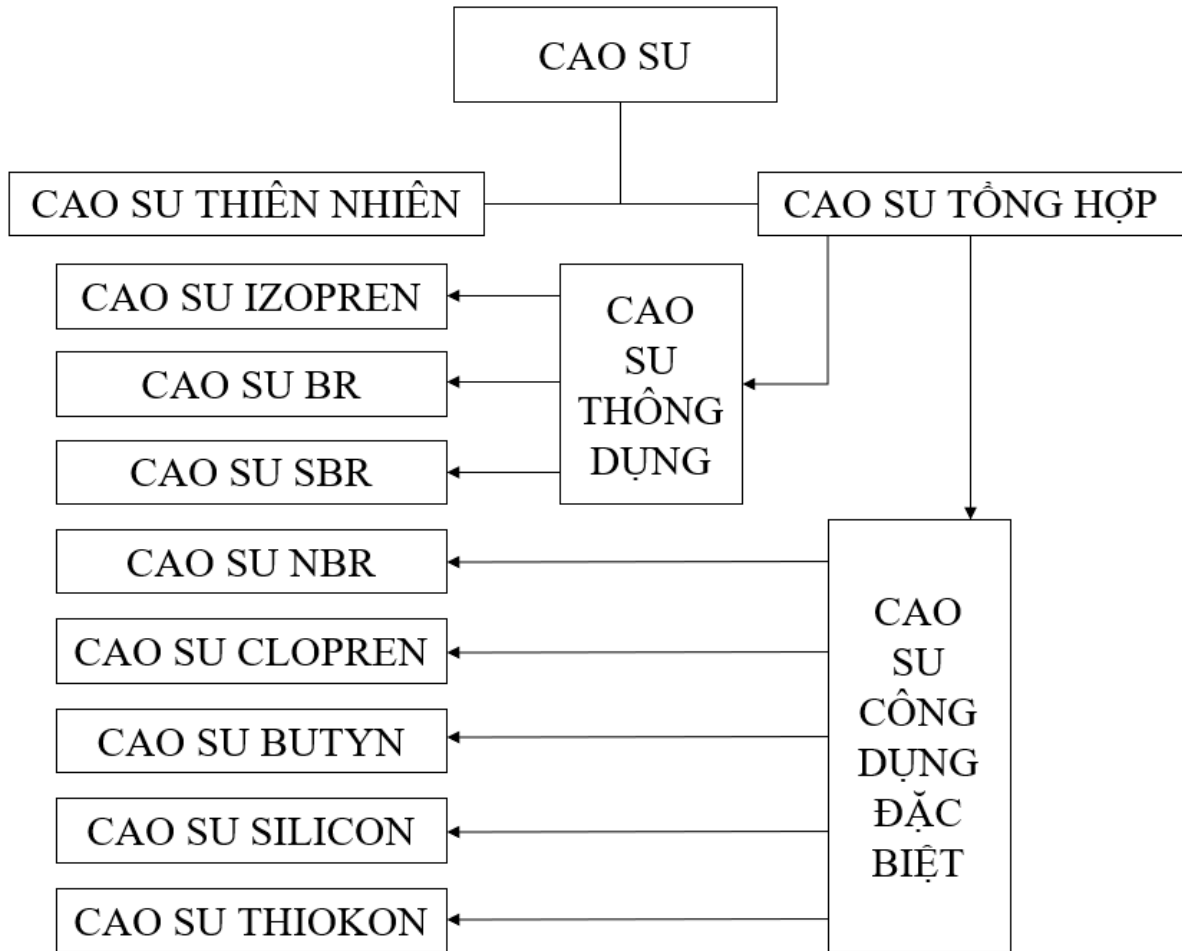 CAO SU
CAO SU THIÊN NHIÊN
CAO SU TỔNG HỢP
CAO SU IZOPREN
CAO SU BR
CAO SU SBR
CAO
SU
THÔNG
DỤNG
CAO SU NBR
CAO SU CLOPREN
CAO SU BUTYN
CAO SU SILICON
CAO SU THIOKON
CAO
SU
CÔNG
DỤNG
ĐẶC
BIỆT